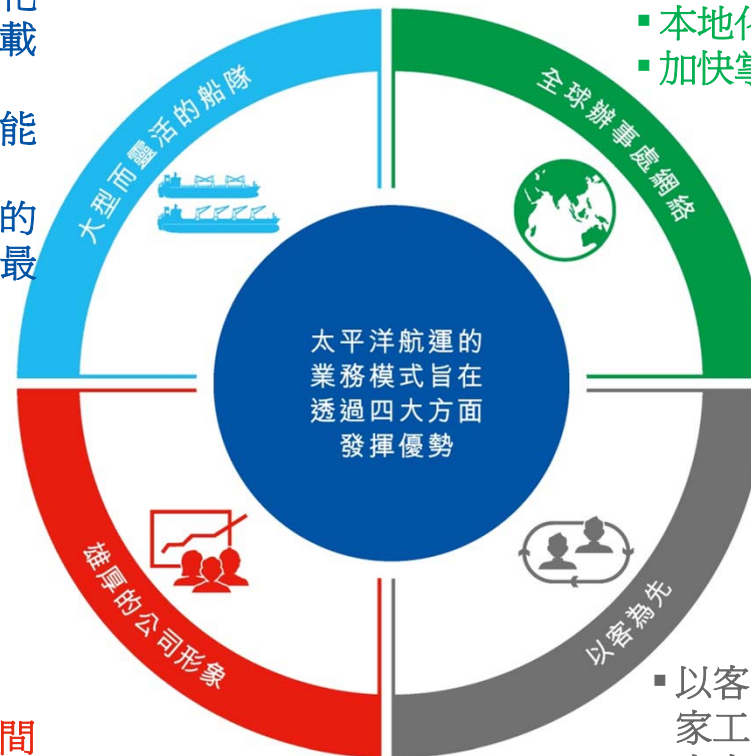 化
載
能
的
最
大型而靈活的船隊
▪ 本地化
▪ 加快掌
全球辦事處網絡
太平洋航運的
業務模式旨在
透過四大方面
發揮優勢
雄厚的公司形象
間
以客為先
▪ 以客
家工